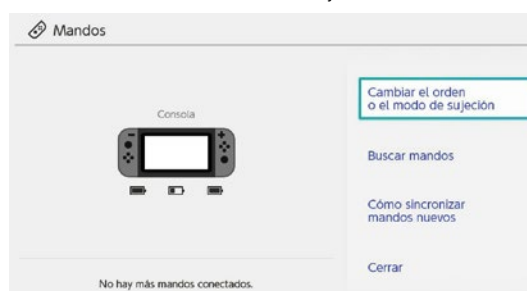 Mandos
Consola
No hay más mandos conectados.
Cambiar el orden
o el modo de sujeción
Buscar mandos
Cómo sincronizar
mandos nuevos
Cerrar